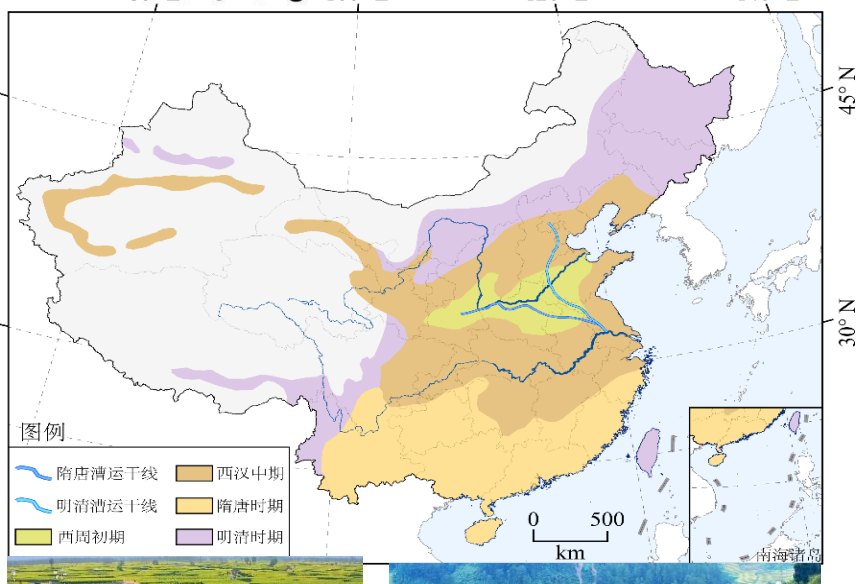 45° N
30° N
图例
隋唐漕运干线
西汉中期
明清漕运干线
隋唐时期
西周初期
明清时期
0 500
km
南海诸岛